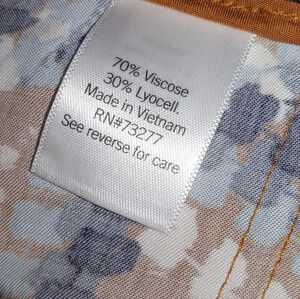 70% Viscose
30% Lyocell.
Made in Vietnam
RN#73277
See reverse for care